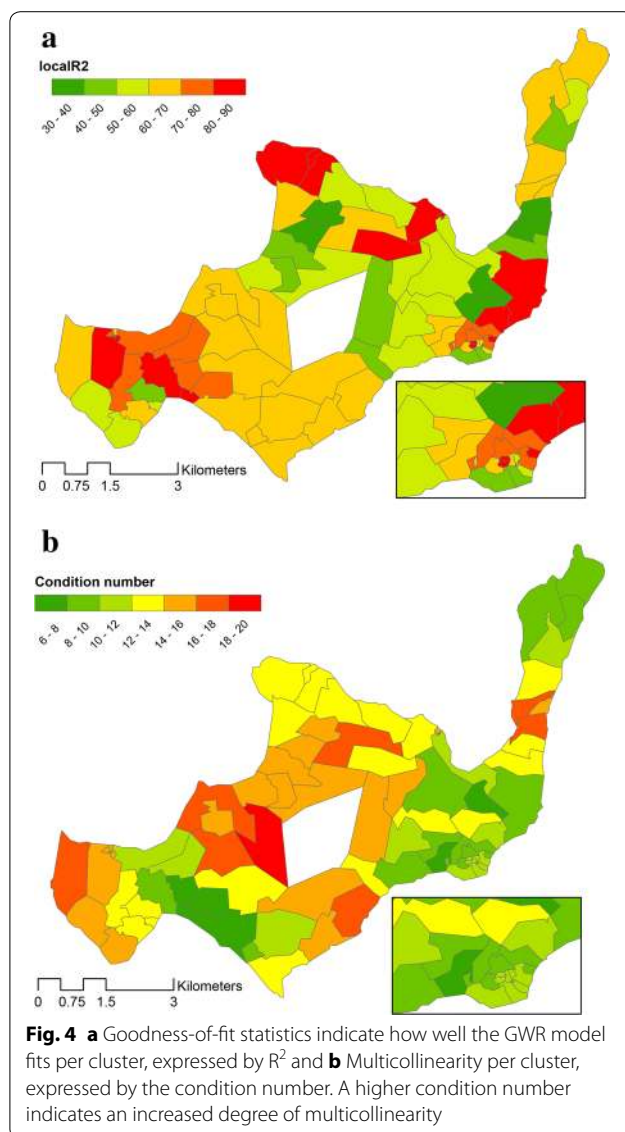 a
localR2
30 - 40
40 - 50
50 - 60
60 - 70
70 - 80
80 - 90
Kilometers
0 0.75 1.5 3
b
Condition number
6 - 8
8 - 10
10 - 12
12 - 14
14 - 16
16 - 18
18 - 20
Kilometers
0 0.75 1.5 3
Fig. 4 a Goodness-of-fit statistics indicate how well the GWR model
fits per cluster, expressed by R² and b Multicollinearity per cluster,
expressed by the condition number. A higher condition number
indicates an increased degree of multicollinearity